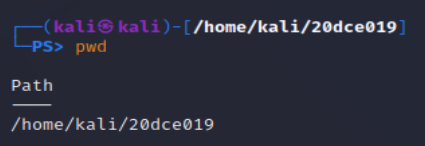 ┌──(kali㉿kali)-[/home/kali/20dce019]
└─PS> pwd
Path
----
/home/kali/20dce019